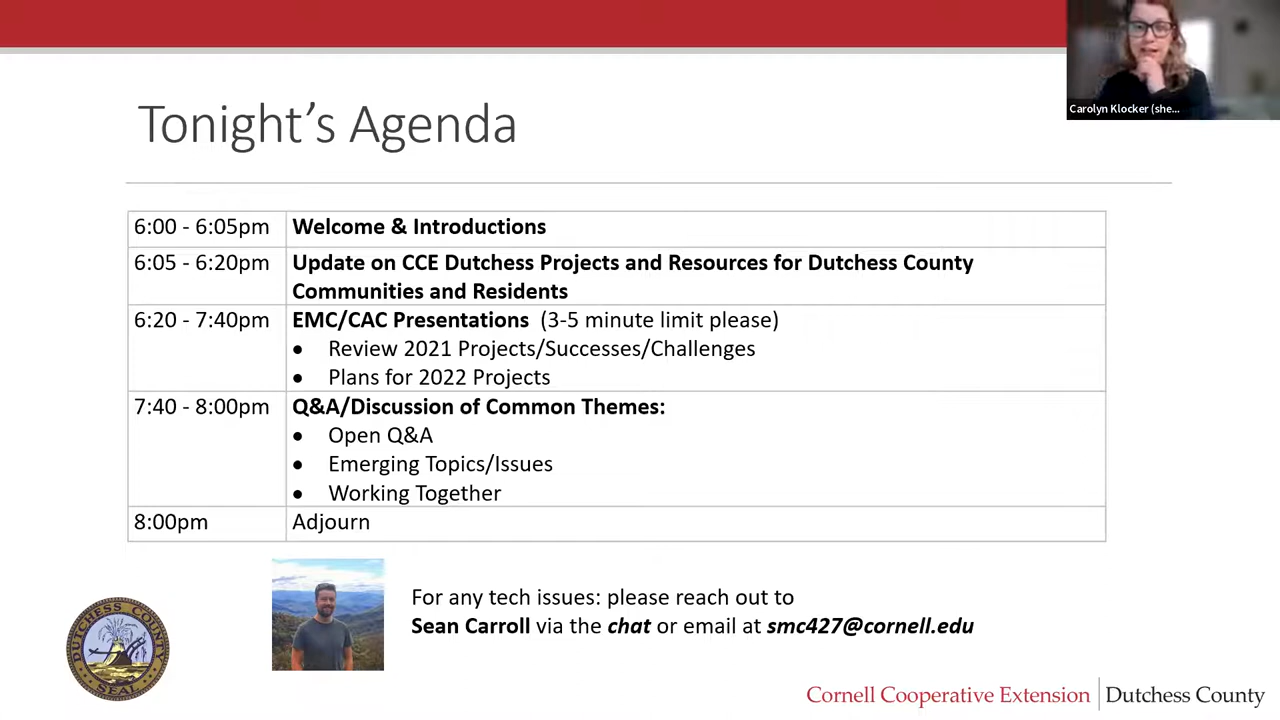 Carolyn Klocker (she...
Tonight's Agenda
6:00 - 6:05pm Welcome & Introductions
6:05 - 6:20pm Update on CCE Dutchess Projects and Resources for Dutchess County
Communities and Residents
6:20 - 7:40pm EMC/CAC Presentations (3-5 minute limit please)
• Review 2021 Projects/Successes/Challenges
• Plans for 2022 Projects
7:40 - 8:00pm Q&A/Discussion of Common Themes:
• Open Q&A
• Emerging Topics/Issues
• Working Together
8:00pm Adjourn
For any tech issues: please reach out to
Sean Carroll via the chat or email at smc427@cornell.edu
DUTCHESS COUNTY
SEAL
Cornell Cooperative Extension | Dutchess County